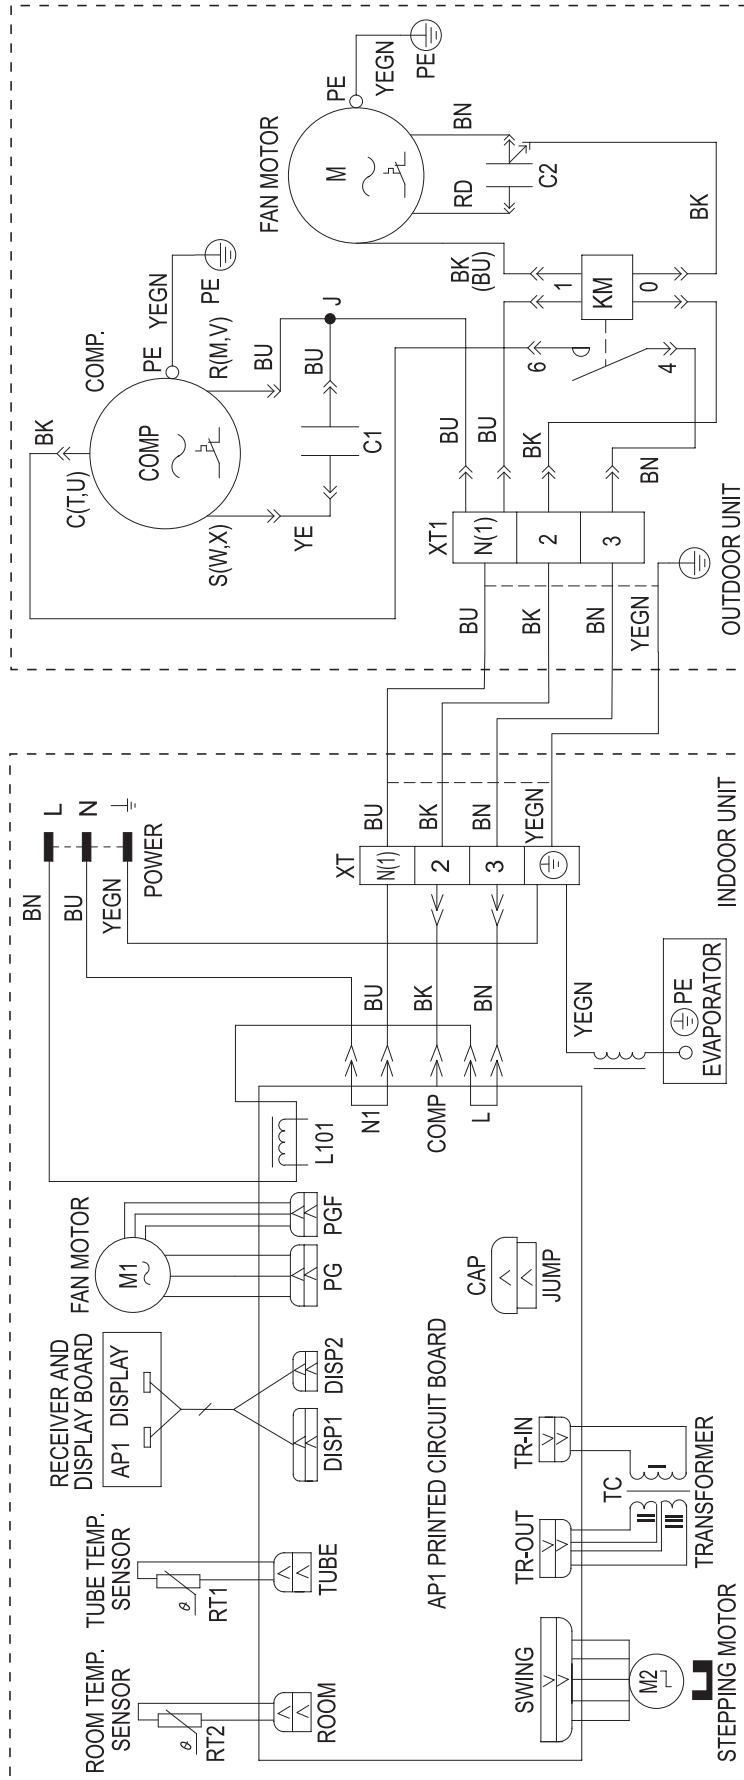 ROOM TEMP.
SENSOR
θ
RT2
ROOM
TUBE TEMP.
SENSOR
θ
RT1
TUBE
RECEIVER AND
DISPLAY BOARD
AP1 DISPLAY
DISP1
DISP2
FAN MOTOR
M1
PG
PGF
L101
BN
BU
YEGN
L
N
POWER
AP1 PRINTED CIRCUIT BOARD
N1
COMP
L
CAP
JUMP
SWING
M2
STEPPING MOTOR
TR-OUT
TR-IN
TC
I
II
III
TRANSFORMER
BU
BK
BN
YEGN
PE
EVAPORATOR
XT
N(1)
2
3
BU
BK
BN
YEGN
INDOOR UNIT
BU
BK
BN
YEGN
XT1
N(1)
2
3
BU
BU
BK
BN
OUTDOOR UNIT
BK
C(T,U)
COMP.
COMP
S(W,X)
YE
PE
YEGN
PE
R(M,V)
BU
BU
C1
J
6
4
KM
1
0
BK
(BU)
BK
FAN MOTOR
M
PE
YEGN
PE
RD
BN
C2